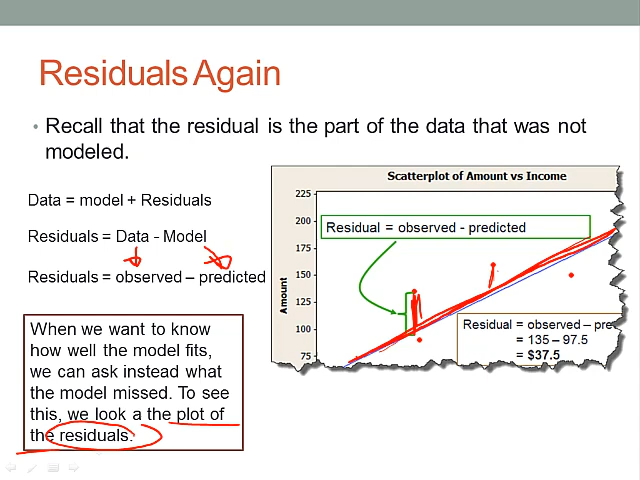 Residuals Again
• Recall that the residual is the part of the data that was not
modeled.
Data = model + Residuals
Residuals = Data - Model
Residuals = observed – predicted
When we want to know
how well the model fits,
we can ask instead what
the model missed. To see
this, we look a the plot of
the residuals.
Scatterplot of Amount vs Income
225
200
175
150
125
100
75
Amount
Residual = observed - predicted
Residual = observed – pre
= 135 – 97.5
= $37.5